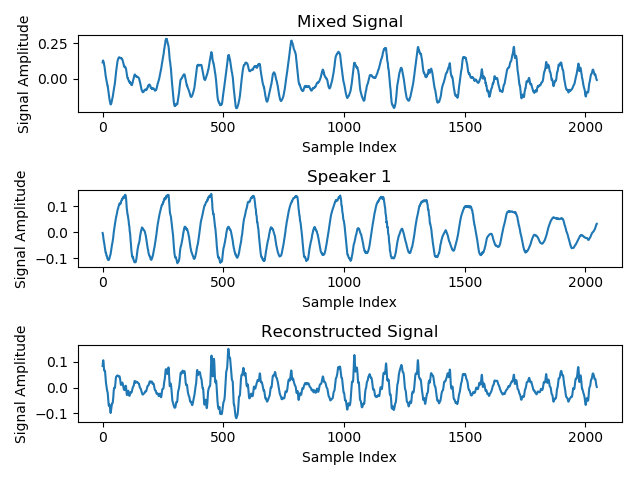 Mixed Signal
Signal Amplitude
0.25
0.00
0 500 1000 1500 2000
Sample Index
Speaker 1
Signal Amplitude
0.1
0.0
−0.1
0 500 1000 1500 2000
Sample Index
Reconstructed Signal
Signal Amplitude
0.1
0.0
−0.1
0 500 1000 1500 2000
Sample Index